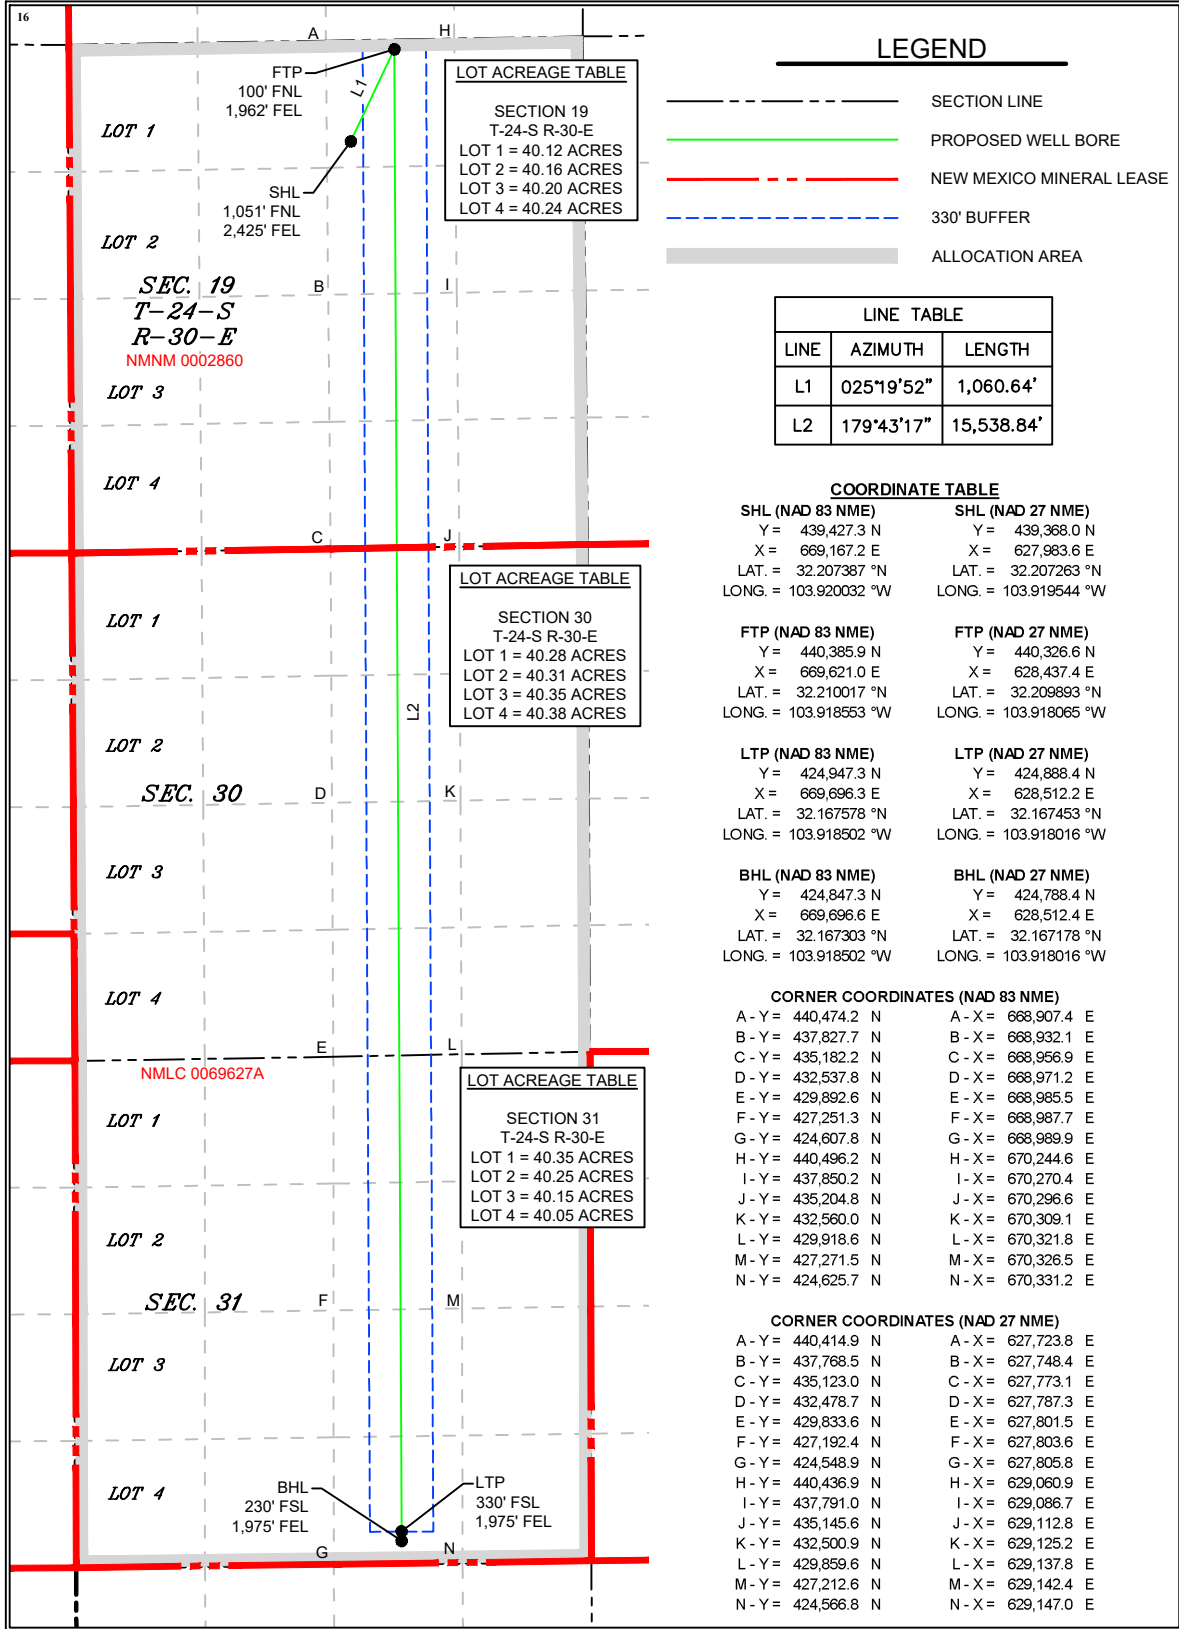 16
A
H
FTP
100' FNL
1,962' FEL
L1
LOT 1
SHL
1,051' FNL
2,425' FEL
LOT 2
SEC. 19
T-24-S
R-30-E
NMNM 0002860
B
I
LOT 3
LOT 4
C
J
LOT ACREAGE TABLE
SECTION 19
T-24-S R-30-E
LOT 1 = 40.12 ACRES
LOT 2 = 40.16 ACRES
LOT 3 = 40.20 ACRES
LOT 4 = 40.24 ACRES
LOT 1
LOT 2
L2
SEC. 30
D
K
LOT 3
LOT 4
E
L
LOT ACREAGE TABLE
SECTION 30
T-24-S R-30-E
LOT 1 = 40.28 ACRES
LOT 2 = 40.31 ACRES
LOT 3 = 40.35 ACRES
LOT 4 = 40.38 ACRES
NMLC 0069627A
LOT 1
LOT 2
SEC. 31
F
M
LOT 3
LOT 4
LOT ACREAGE TABLE
SECTION 31
T-24-S R-30-E
LOT 1 = 40.35 ACRES
LOT 2 = 40.25 ACRES
LOT 3 = 40.15 ACRES
LOT 4 = 40.05 ACRES
BHL
230' FSL
1,975' FEL
LTP
330' FSL
1,975' FEL
G
N
LEGEND
SECTION LINE
PROPOSED WELL BORE
NEW MEXICO MINERAL LEASE
330' BUFFER
ALLOCATION AREA
LINE TABLE
LINE AZIMUTH LENGTH
L1 025°19'52" 1,060.64'
L2 179°43'17" 15,538.84'
COORDINATE TABLE
SHL (NAD 83 NME) SHL (NAD 27 NME)
Y = 439,427.3 N Y = 439,368.0 N
X = 669,167.2 E X = 627,983.6 E
LAT. = 32.207387 °N LAT. = 32.207263 °N
LONG. = 103.920032 °W LONG. = 103.919544 °W
FTP (NAD 83 NME) FTP (NAD 27 NME)
Y = 440,385.9 N Y = 440,326.6 N
X = 669,621.0 E X = 628,437.4 E
LAT. = 32.210017 °N LAT. = 32.209893 °N
LONG. = 103.918553 °W LONG. = 103.918065 °W
LTP (NAD 83 NME) LTP (NAD 27 NME)
Y = 424,947.3 N Y = 424,888.4 N
X = 669,696.3 E X = 628,512.2 E
LAT. = 32.167578 °N LAT. = 32.167453 °N
LONG. = 103.918502 °W LONG. = 103.918016 °W
BHL (NAD 83 NME) BHL (NAD 27 NME)
Y = 424,847.3 N Y = 424,788.4 N
X = 669,696.6 E X = 628,512.4 E
LAT. = 32.167303 °N LAT. = 32.167178 °N
LONG. = 103.918502 °W LONG. = 103.918016 °W
CORNER COORDINATES (NAD 83 NME)
A - Y = 440,474.2 N A - X = 668,907.4 E
B - Y = 437,827.7 N B - X = 668,932.1 E
C - Y = 435,182.2 N C - X = 668,956.9 E
D - Y = 432,537.8 N D - X = 668,971.2 E
E - Y = 429,892.6 N E - X = 668,985.5 E
F - Y = 427,251.3 N F - X = 668,987.7 E
G - Y = 424,607.8 N G - X = 668,989.9 E
H - Y = 440,496.2 N H - X = 670,244.6 E
I - Y = 437,850.2 N I - X = 670,270.4 E
J - Y = 435,204.8 N J - X = 670,296.6 E
K - Y = 432,560.0 N K - X = 670,309.1 E
L - Y = 429,918.6 N L - X = 670,321.8 E
M - Y = 427,271.5 N M - X = 670,326.5 E
N - Y = 424,625.7 N N - X = 670,331.2 E
CORNER COORDINATES (NAD 27 NME)
A - Y = 440,414.9 N A - X = 627,723.8 E
B - Y = 437,768.5 N B - X = 627,748.4 E
C - Y = 435,123.0 N C - X = 627,773.1 E
D - Y = 432,478.7 N D - X = 627,787.3 E
E - Y = 429,833.6 N E - X = 627,801.5 E
F - Y = 427,192.4 N F - X = 627,803.6 E
G - Y = 424,548.9 N G - X = 627,805.8 E
H - Y = 440,436.9 N H - X = 629,060.9 E
I - Y = 437,791.0 N I - X = 629,086.7 E
J - Y = 435,145.6 N J - X = 629,112.8 E
K - Y = 432,500.9 N K - X = 629,125.2 E
L - Y = 429,859.6 N L - X = 629,137.8 E
M - Y = 427,212.6 N M - X = 629,142.4 E
N - Y = 424,566.8 N N - X = 629,147.0 E